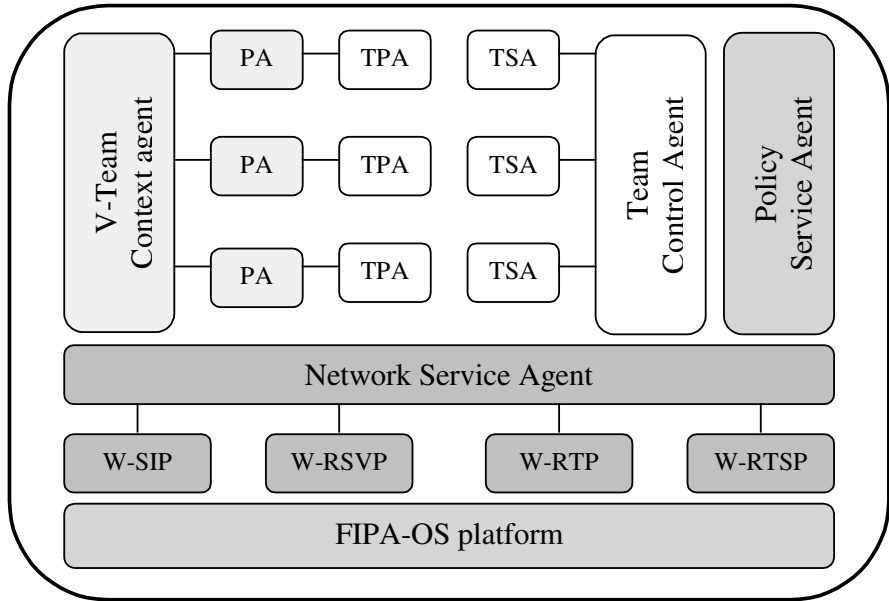 V-Team
Context agent
PA
TPA
TSA
PA
TPA
TSA
PA
TPA
TSA
Team
Control Agent
Policy
Service Agent
Network Service Agent
W-SIP
W-RSVP
W-RTP
W-RTSP
FIPA-OS platform